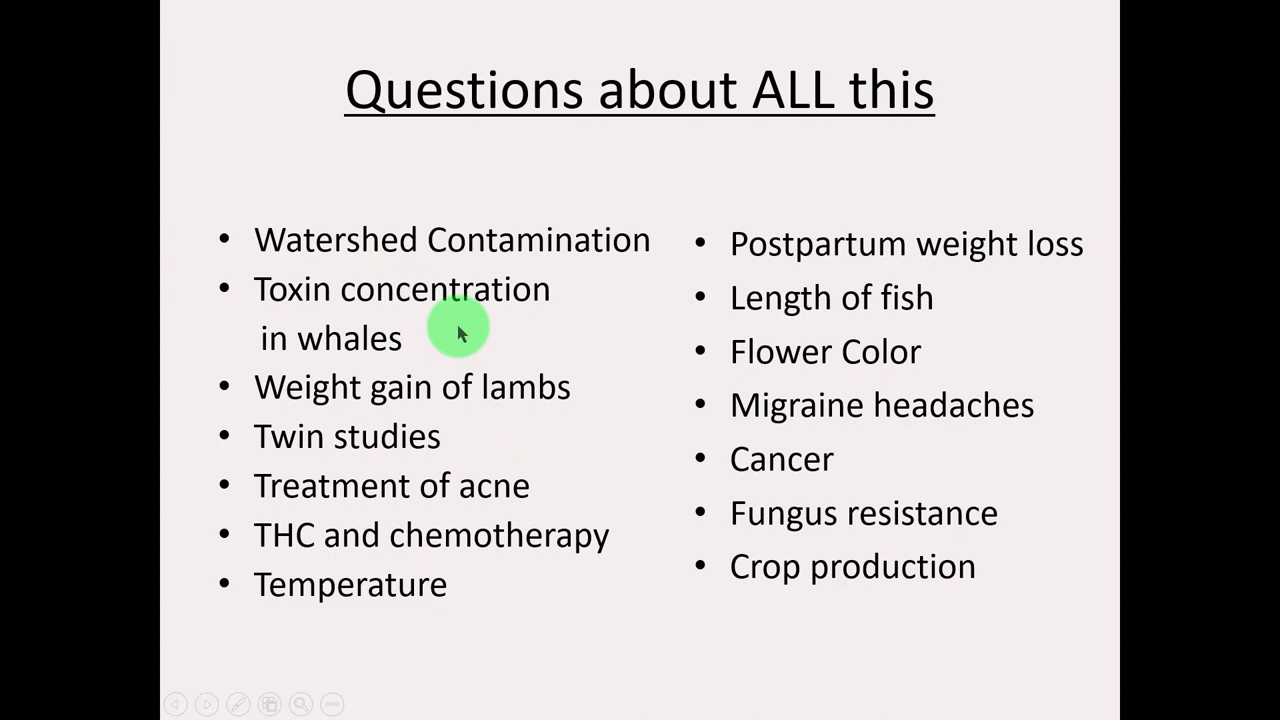 Questions about ALL this
• Watershed Contamination
• Toxin concentration
in whales
• Weight gain of lambs
• Twin studies
• Treatment of acne
• THC and chemotherapy
• Temperature
• Postpartum weight loss
• Length of fish
• Flower Color
• Migraine headaches
• Cancer
• Fungus resistance
• Crop production